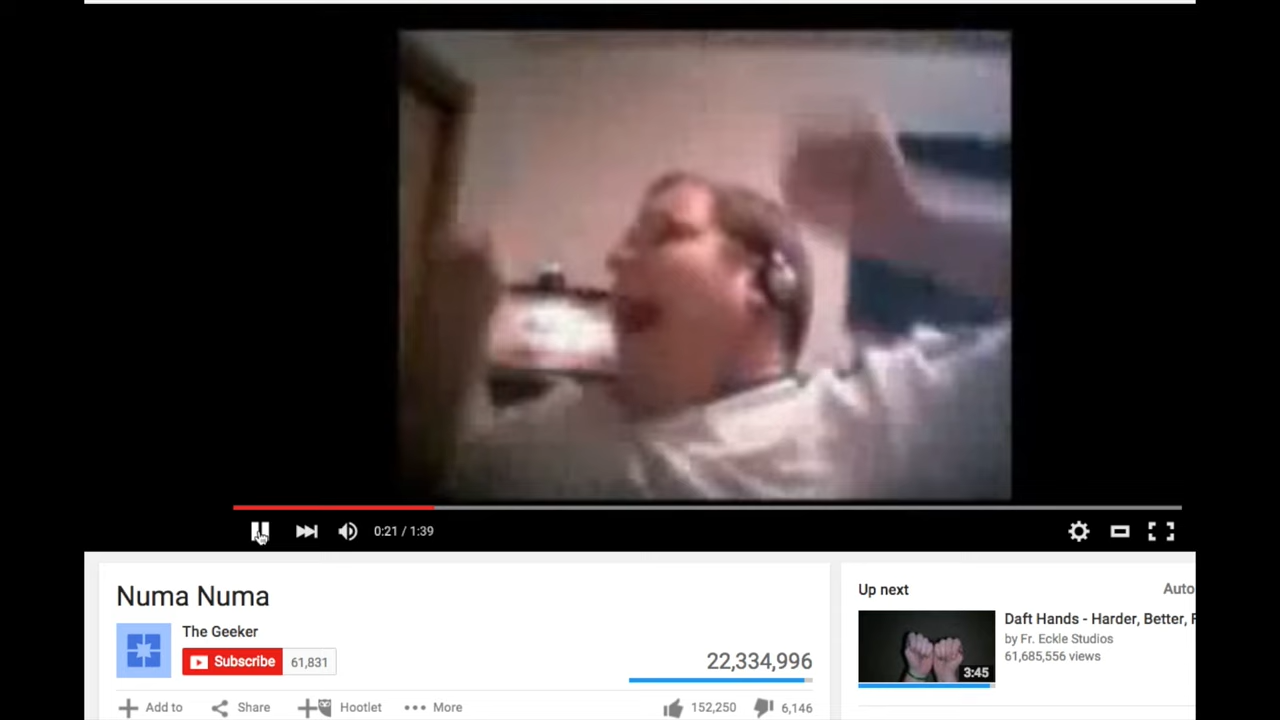 0:21 / 1:39
Numa Numa
The Geeker
Subscribe 61,831
22,334,996
Add to Share Hootlet More 152,250 6,146
Up next
Auto
Daft Hands - Harder, Better, F
by Fr. Eckle Studios
61,685,556 views
3:45